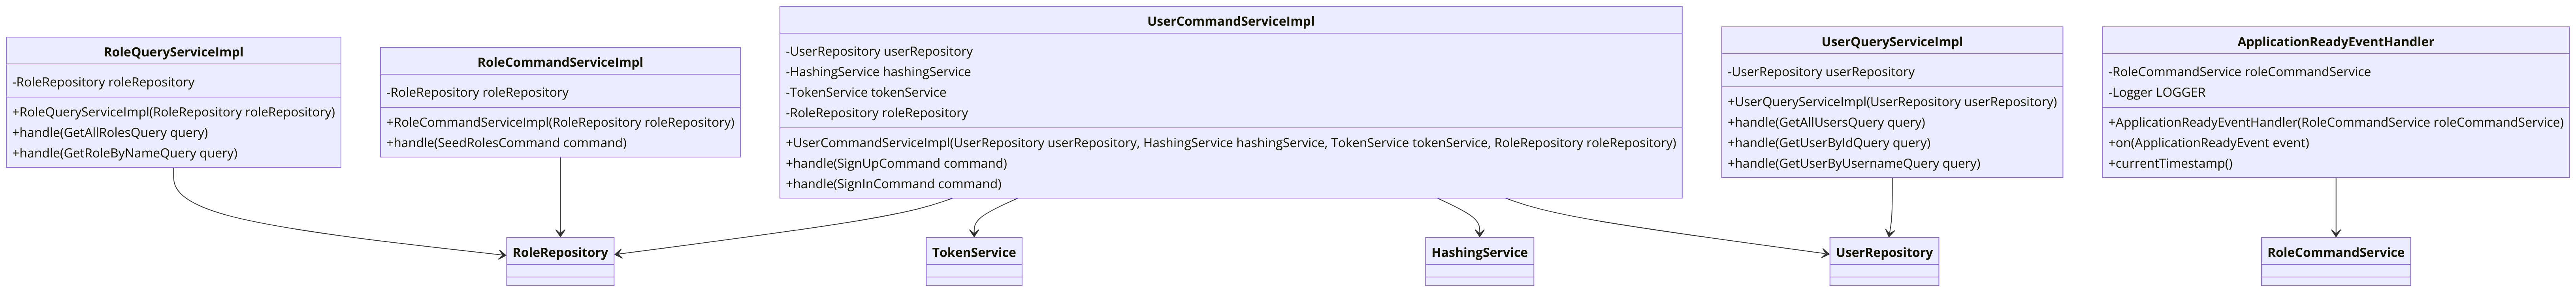 RoleQueryServiceImpl
-RoleRepository roleRepository
+RoleQueryServiceImpl(RoleRepository roleRepository)
+handle(GetAllRolesQuery query)
+handle(GetRoleByNameQuery query)
RoleCommandServiceImpl
-RoleRepository roleRepository
+RoleCommandServiceImpl(RoleRepository roleRepository)
+handle(SeedRolesCommand command)
UserCommandServiceImpl
-UserRepository userRepository
-HashingService hashingService
-TokenService tokenService
-RoleRepository roleRepository
+UserCommandServiceImpl(UserRepository userRepository, HashingService hashingService, TokenService tokenService, RoleRepository roleRepository)
+handle(SignUpCommand command)
+handle(SignInCommand command)
UserQueryServiceImpl
-UserRepository userRepository
+UserQueryServiceImpl(UserRepository userRepository)
+handle(GetAllUsersQuery query)
+handle(GetUserByIdQuery query)
+handle(GetUserByUsernameQuery query)
ApplicationReadyEventHandler
-RoleCommandService roleCommandService
-Logger LOGGER
+ApplicationReadyEventHandler(RoleCommandService roleCommandService)
+on(ApplicationReadyEvent event)
+currentTimestamp()
RoleRepository
TokenService
HashingService
UserRepository
RoleCommandService